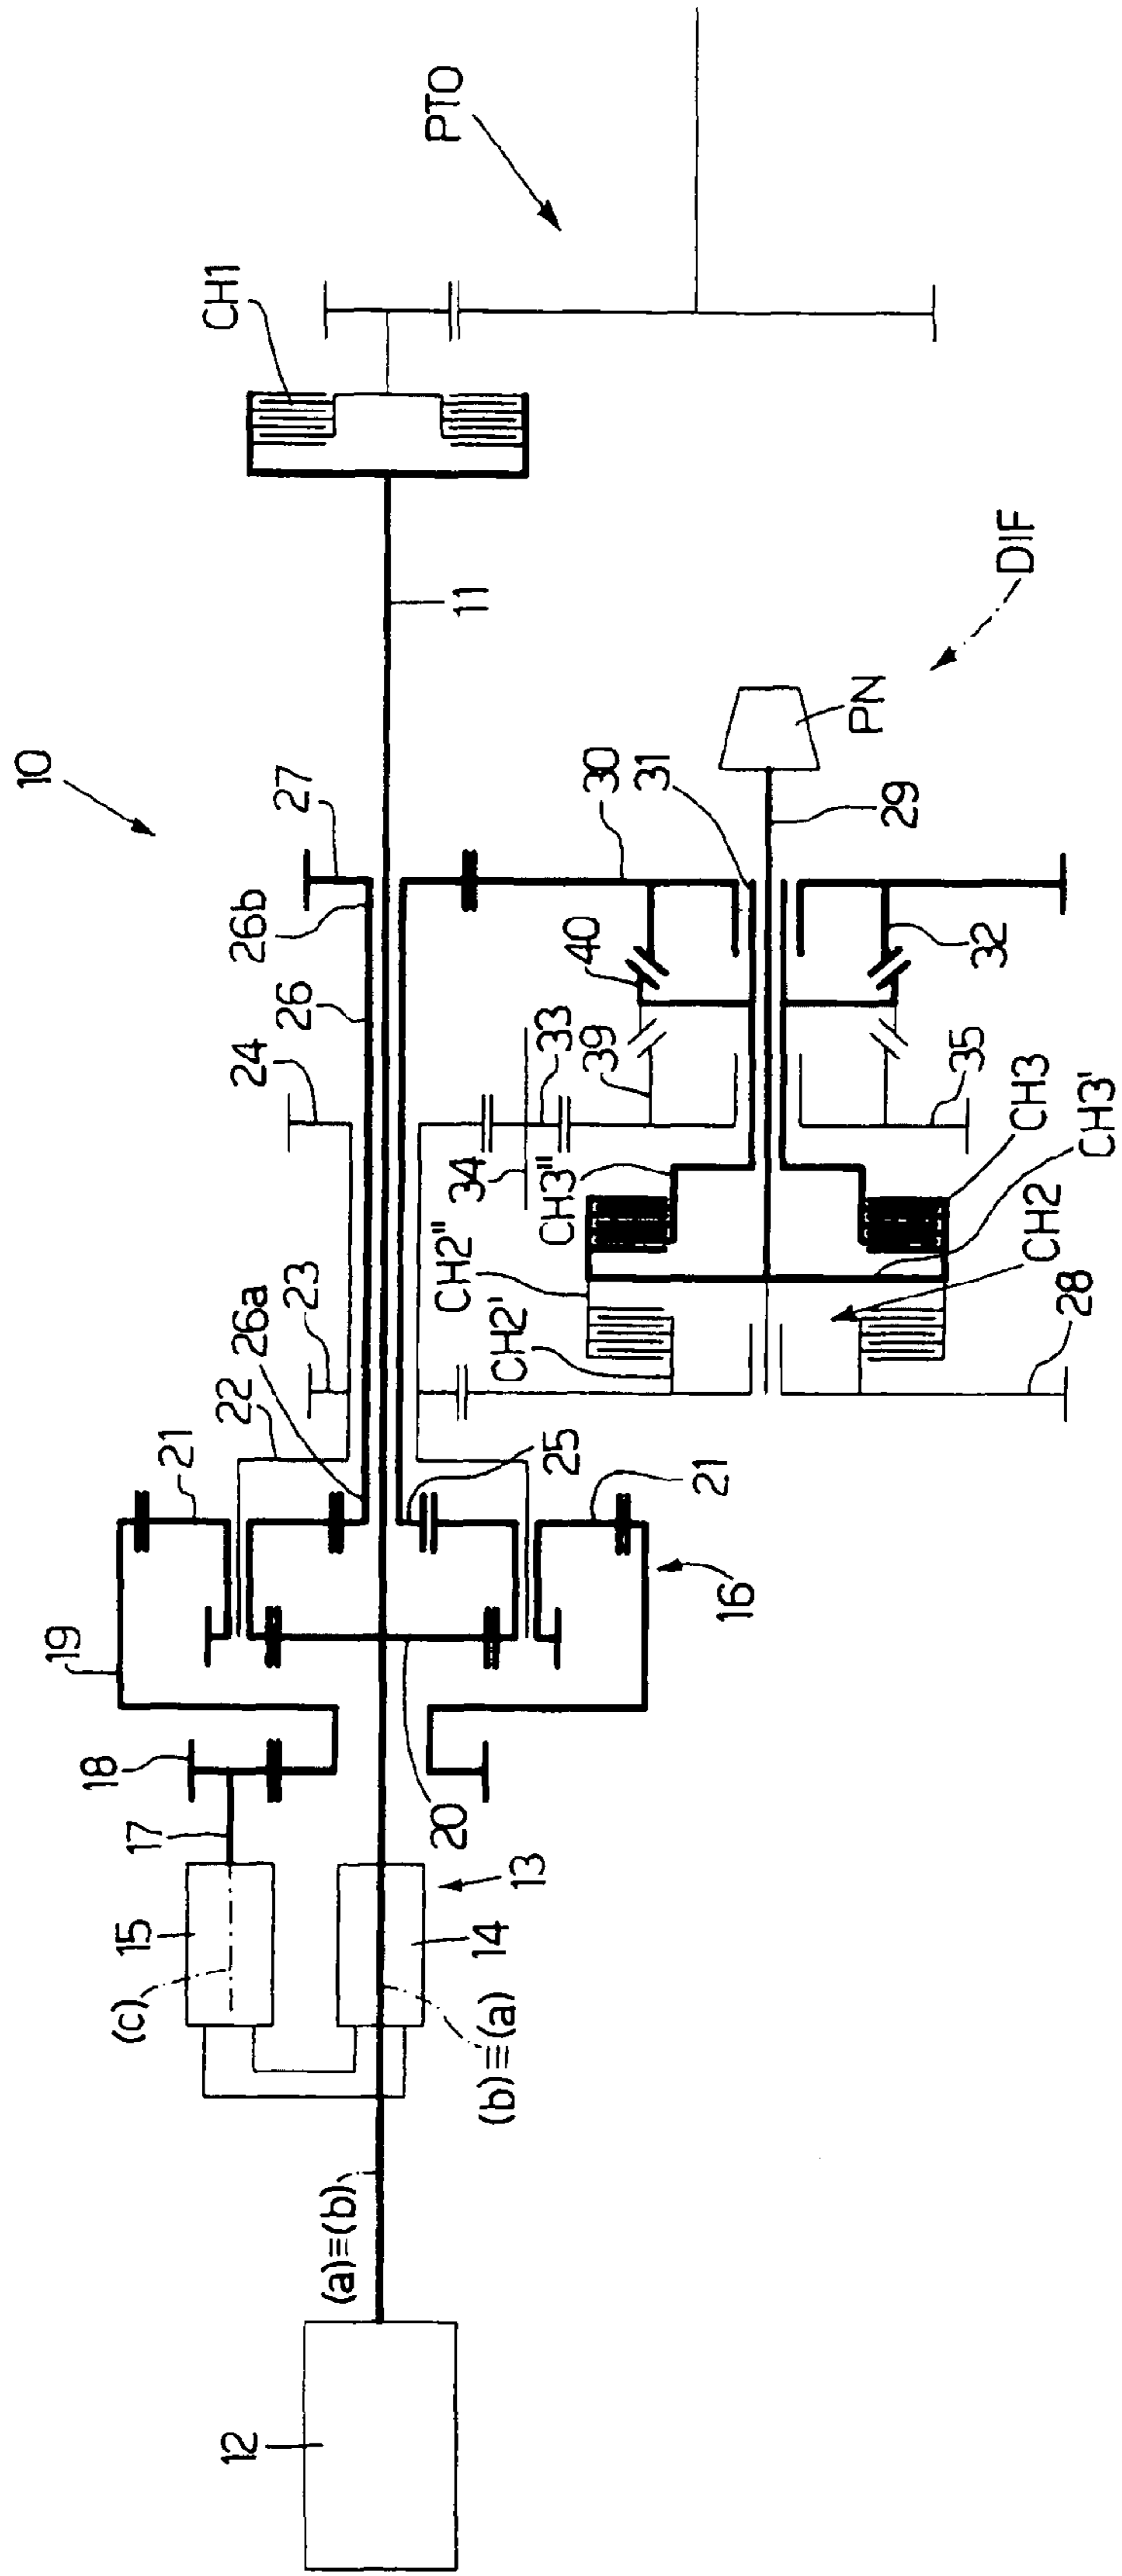 10
PTO
CH1
11
DIF
PN
27
26b
26
24
23
26a
22
21
19
18
17
15
(c)
30
31
29
40
32
33
39
34
35
CH3"
CH3
CH3'
CH2"
CH2
CH2'
28
25
21
16
20
13
14
(b)≡(a)
(a)≡(b)
12